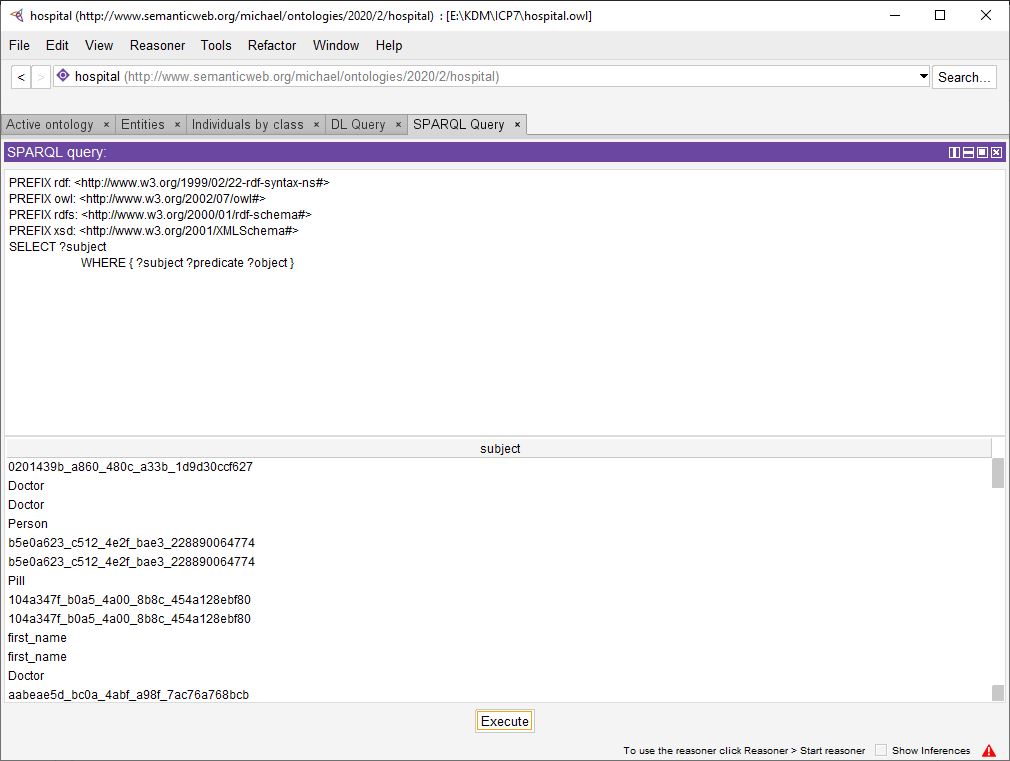 hospital (http://www.semanticweb.org/michael/ontologies/2020/2/hospital) : [E:\KDM\ICP7\hospital.owl]
File Edit View Reasoner Tools Refactor Window Help
< > hospital (http://www.semanticweb.org/michael/ontologies/2020/2/hospital) Search...
Active ontology × Entities × Individuals by class × DL Query × SPARQL Query ×
SPARQL query:
PREFIX rdf: <http://www.w3.org/1999/02/22-rdf-syntax-ns#>
PREFIX owl: <http://www.w3.org/2002/07/owl#>
PREFIX rdfs: <http://www.w3.org/2000/01/rdf-schema#>
PREFIX xsd: <http://www.w3.org/2001/XMLSchema#>
SELECT ?subject
WHERE { ?subject ?predicate ?object }
subject
0201439b_a860_480c_a33b_1d9d30ccf627
Doctor
Doctor
Person
b5e0a623_c512_4e2f_bae3_228890064774
b5e0a623_c512_4e2f_bae3_228890064774
Pill
104a347f_b0a5_4a00_8b8c_454a128ebf80
104a347f_b0a5_4a00_8b8c_454a128ebf80
first_name
first_name
Doctor
aabeae5d_bc0a_4abf_a98f_7ac76a768bcb
Execute
To use the reasoner click Reasoner > Start reasoner Show Inferences